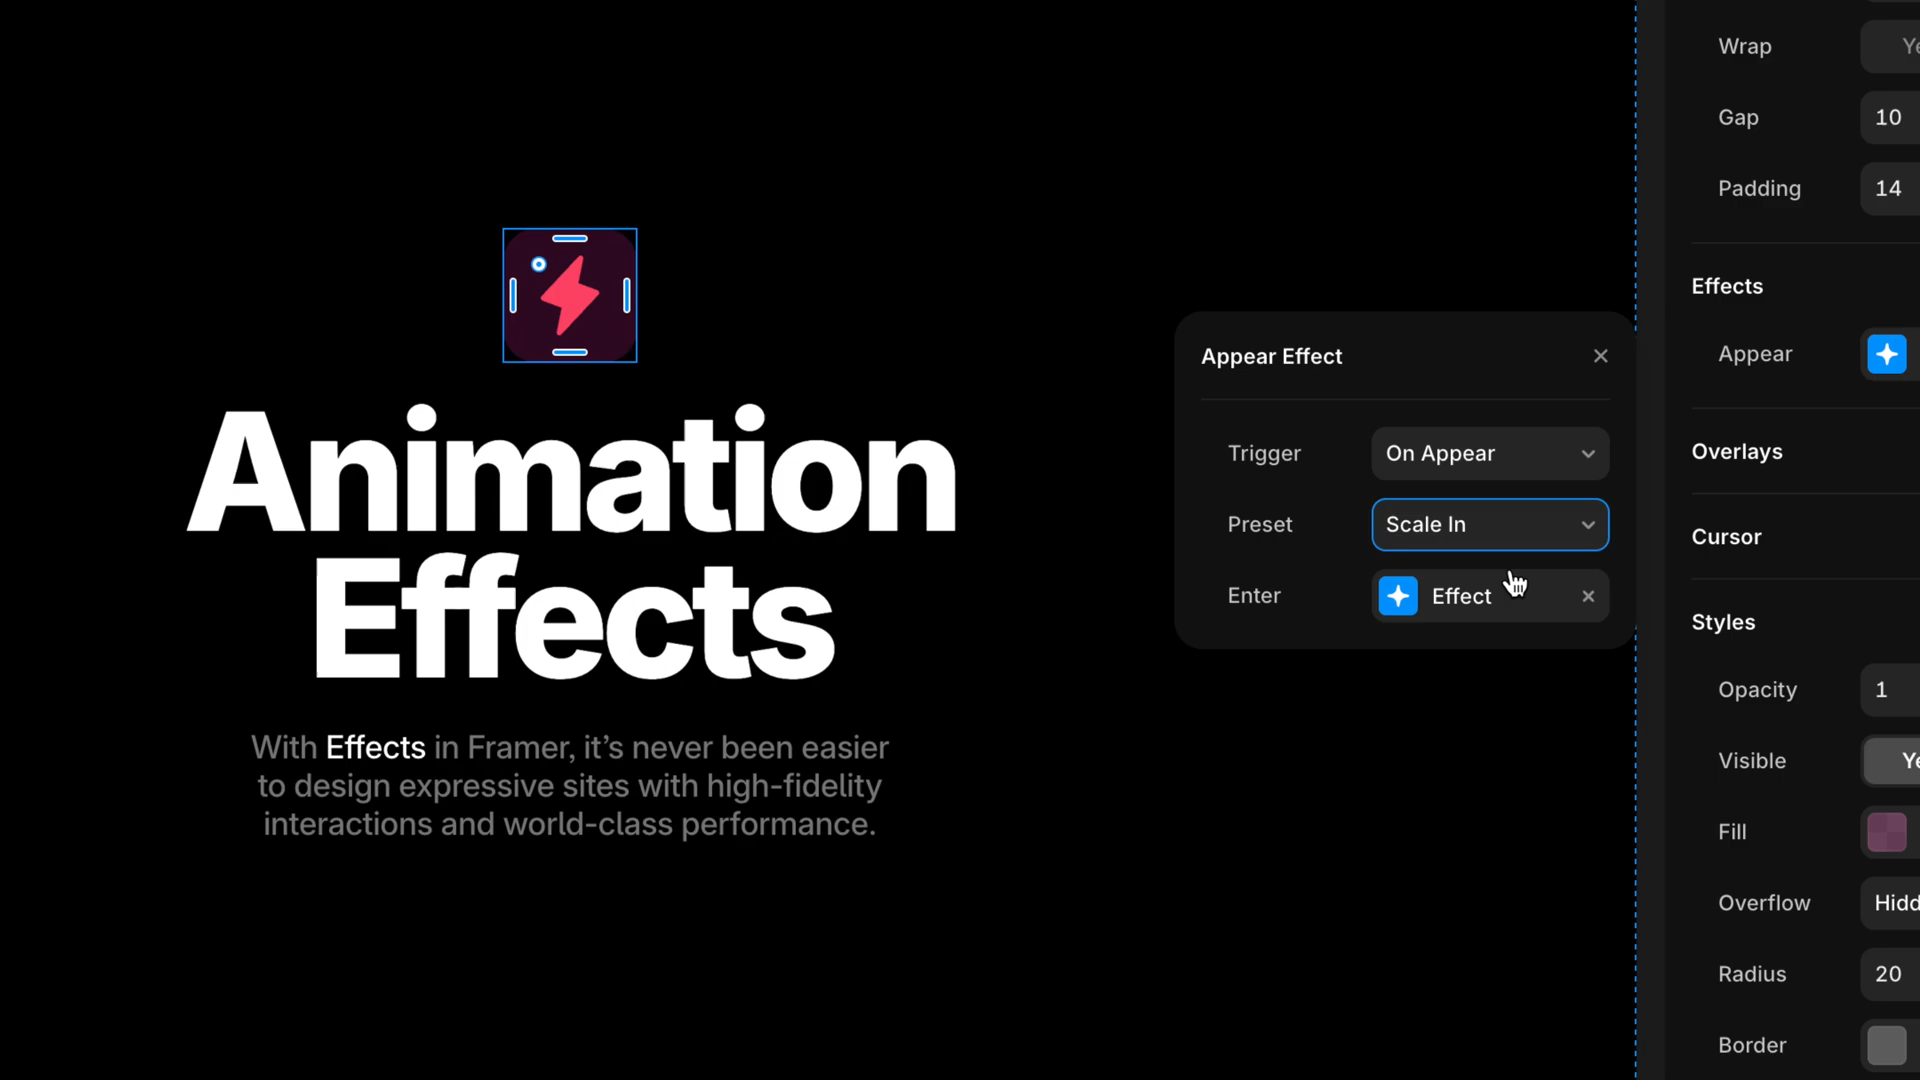 Animation
Effects
With Effects in Framer, it’s never been easier
to design expressive sites with high-fidelity
interactions and world-class performance.
Appear Effect
Trigger On Appear
Preset Scale In
Enter Effect
Wrap
Gap 10
Padding 14
Effects
Appear
Overlays
Cursor
Styles
Opacity 1
Visible
Fill
Overflow
Radius 20
Border